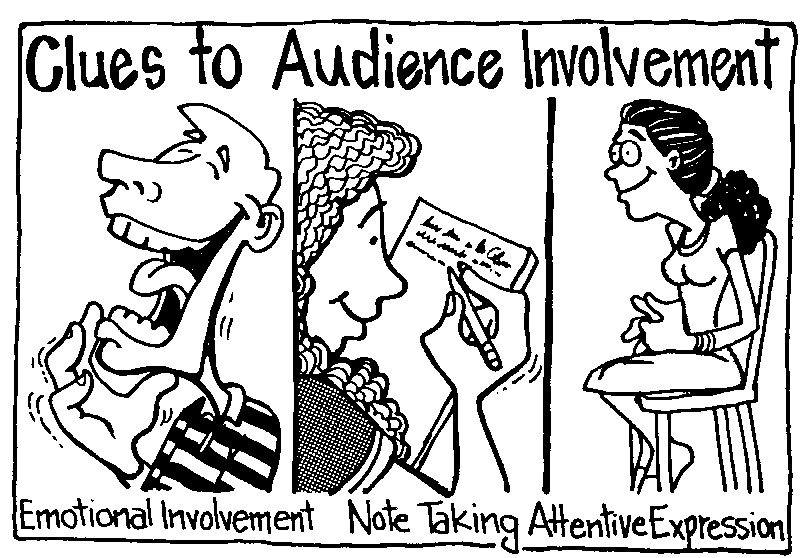 Clues to Audience Involvement
Emotional Involvement
Note Taking
Attentive Expression